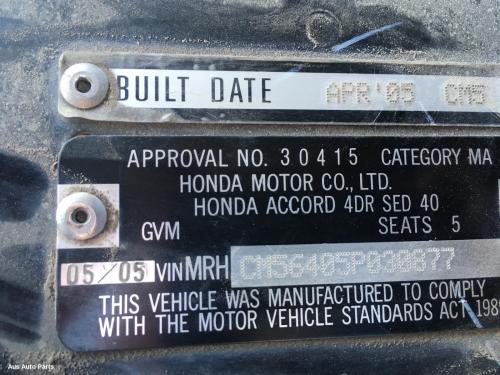 BUILT DATE APR'05 CM5
APPROVAL NO. 30415 CATEGORY MA
HONDA MOTOR CO., LTD.
HONDA ACCORD 4DR SED 40
GVM SEATS 5
05/05 VIN MRH CM56405P030877
THIS VEHICLE WAS MANUFACTURED TO COMPLY
WITH THE MOTOR VEHICLE STANDARDS ACT 198
Aus Auto Parts